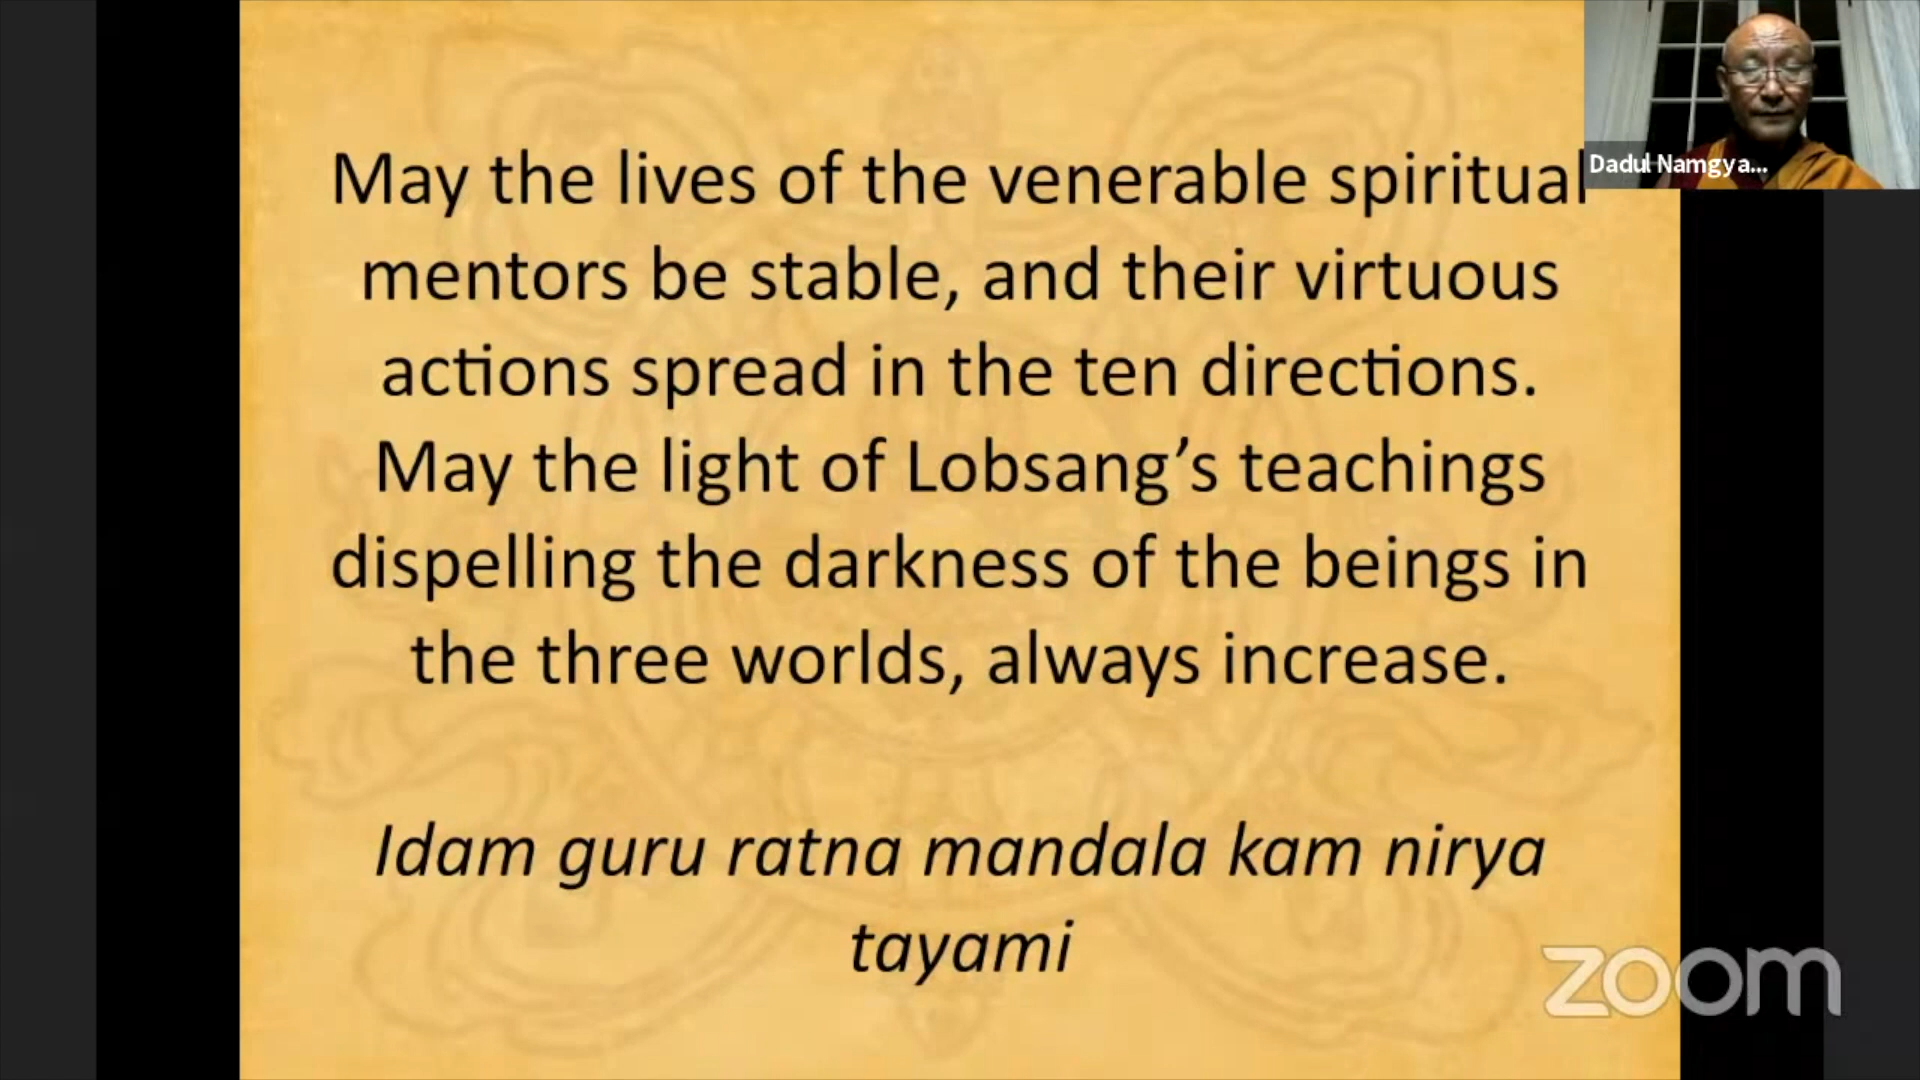 May the lives of the venerable spiritual
mentors be stable, and their virtuous
actions spread in the ten directions.
May the light of Lobsang’s teachings
dispelling the darkness of the beings in
the three worlds, always increase.
Idam guru ratna mandala kam nirya
tayami
Dadul Namgya...
zoom